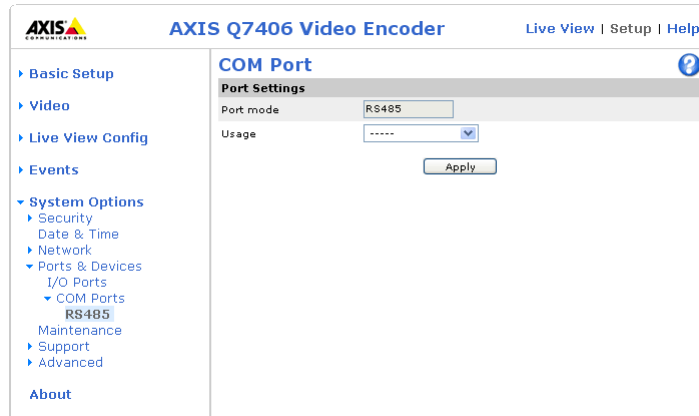 AXIS
COMMUNICATIONS
AXIS Q7406 Video Encoder
Live View | Setup | Help
Basic Setup
Video
Live View Config
Events
System Options
Security
Date & Time
Network
Ports & Devices
I/O Ports
COM Ports
RS485
Maintenance
Support
Advanced
About
COM Port
?
Port Settings
Port mode RS485
Usage -----
Apply